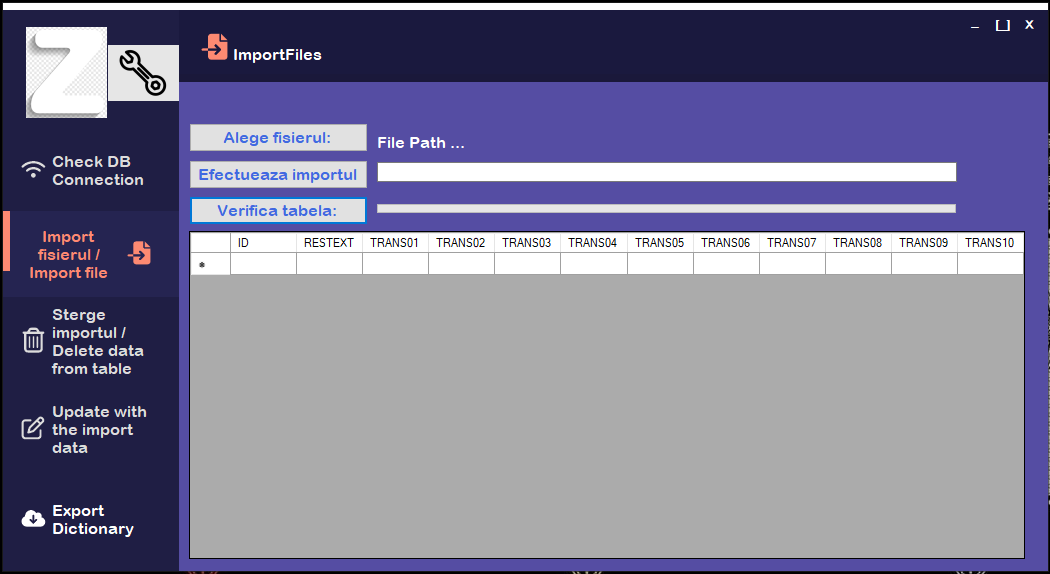 _ [_] X
ImportFiles
Check DB
Connection
Import
fisierul /
Import file
Sterge
importul /
Delete data
from table
Update with
the import
data
Export
Dictionary
Alege fisierul:
File Path ...
Efectueaza importul
Verifica tabela:
ID RESTEXT TRANS01 TRANS02 TRANS03 TRANS04 TRANS05 TRANS06 TRANS07 TRANS08 TRANS09 TRANS10
*